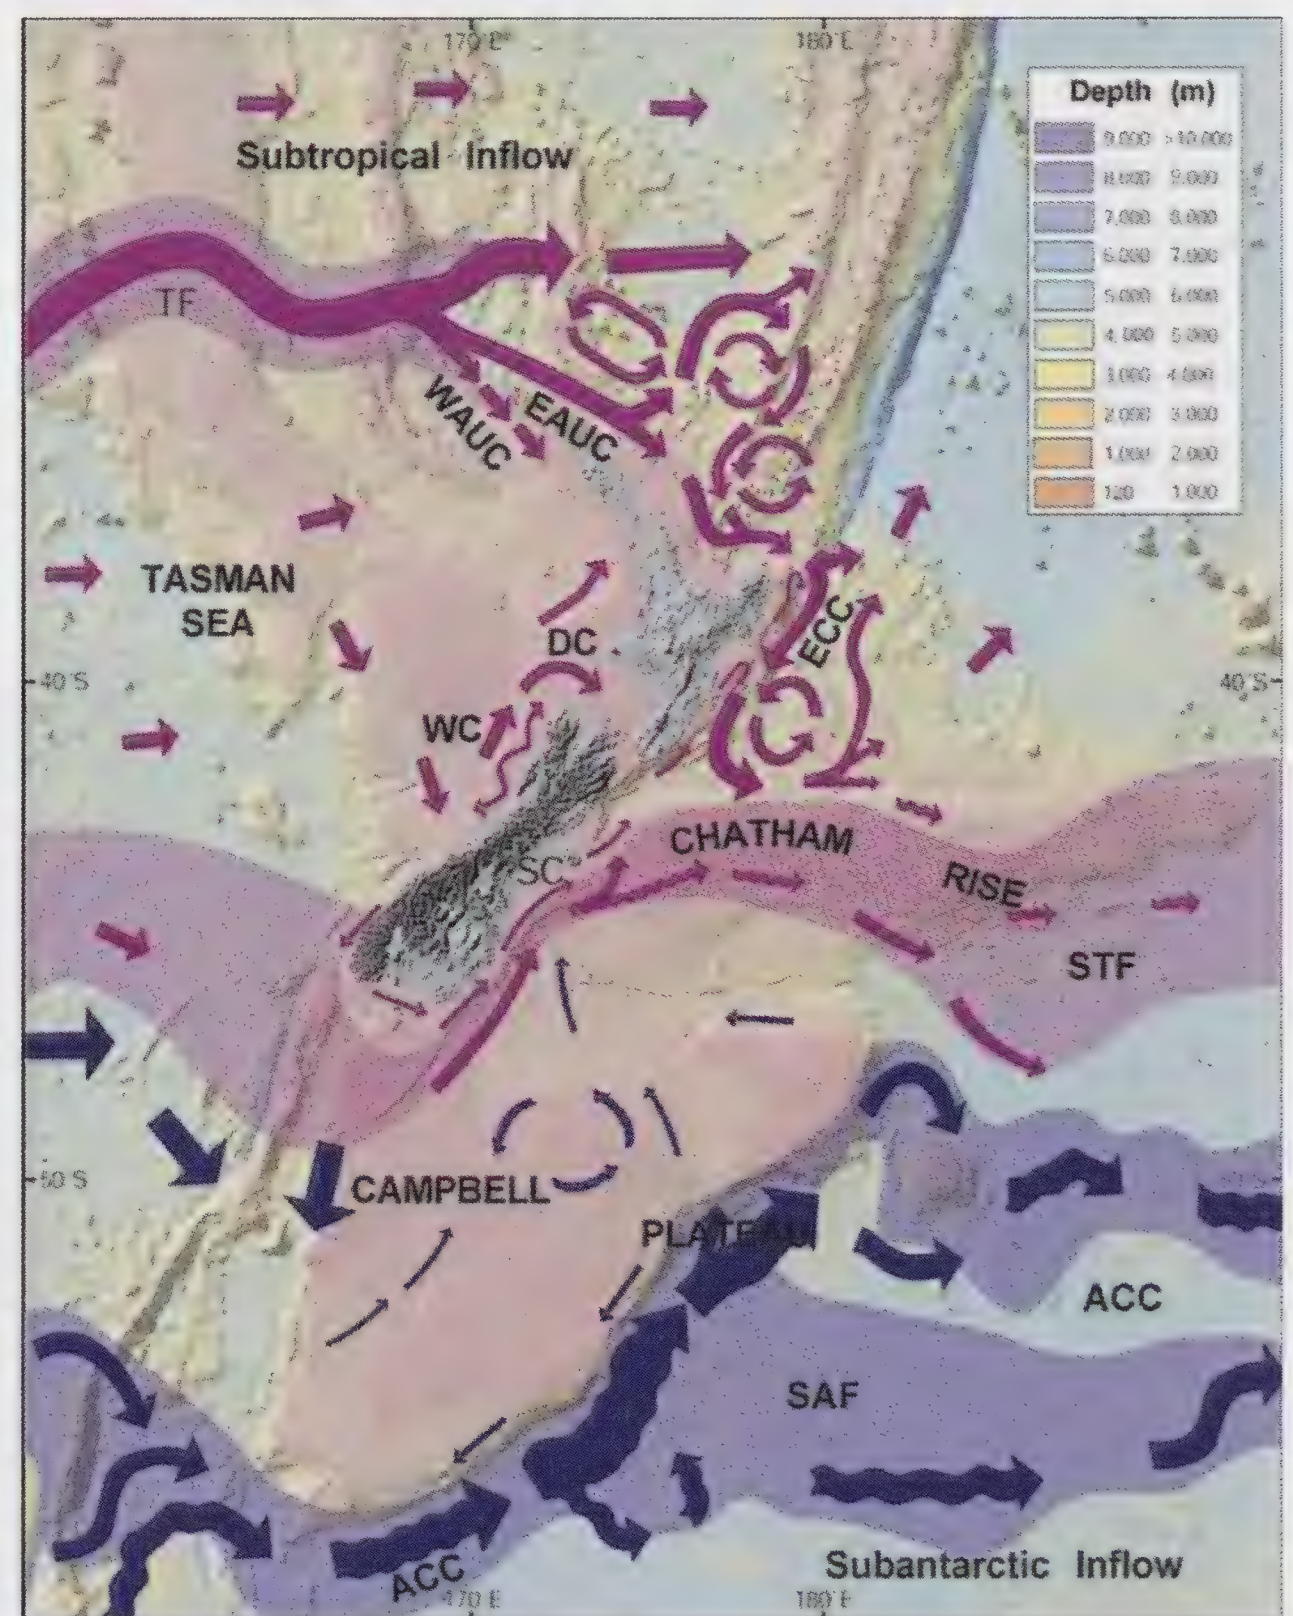 170°E
180°E
Depth (m)
9,000 >10,000
8,000 9,000
7,000 8,000
6,000 7,000
5,000 6,000
4,000 5,000
3,000 4,000
2,000 3,000
1,000 2,000
120 1,000
Subtropical Inflow
TF
WAUC
EAUC
TASMAN
SEA
DC
ECC
40°S
40°S
WC
CHATHAM
RISE
SC
STF
50°S
CAMPBELL
PLATEAU
ACC
SAF
Subantarctic Inflow
ACC
170°E
180°E